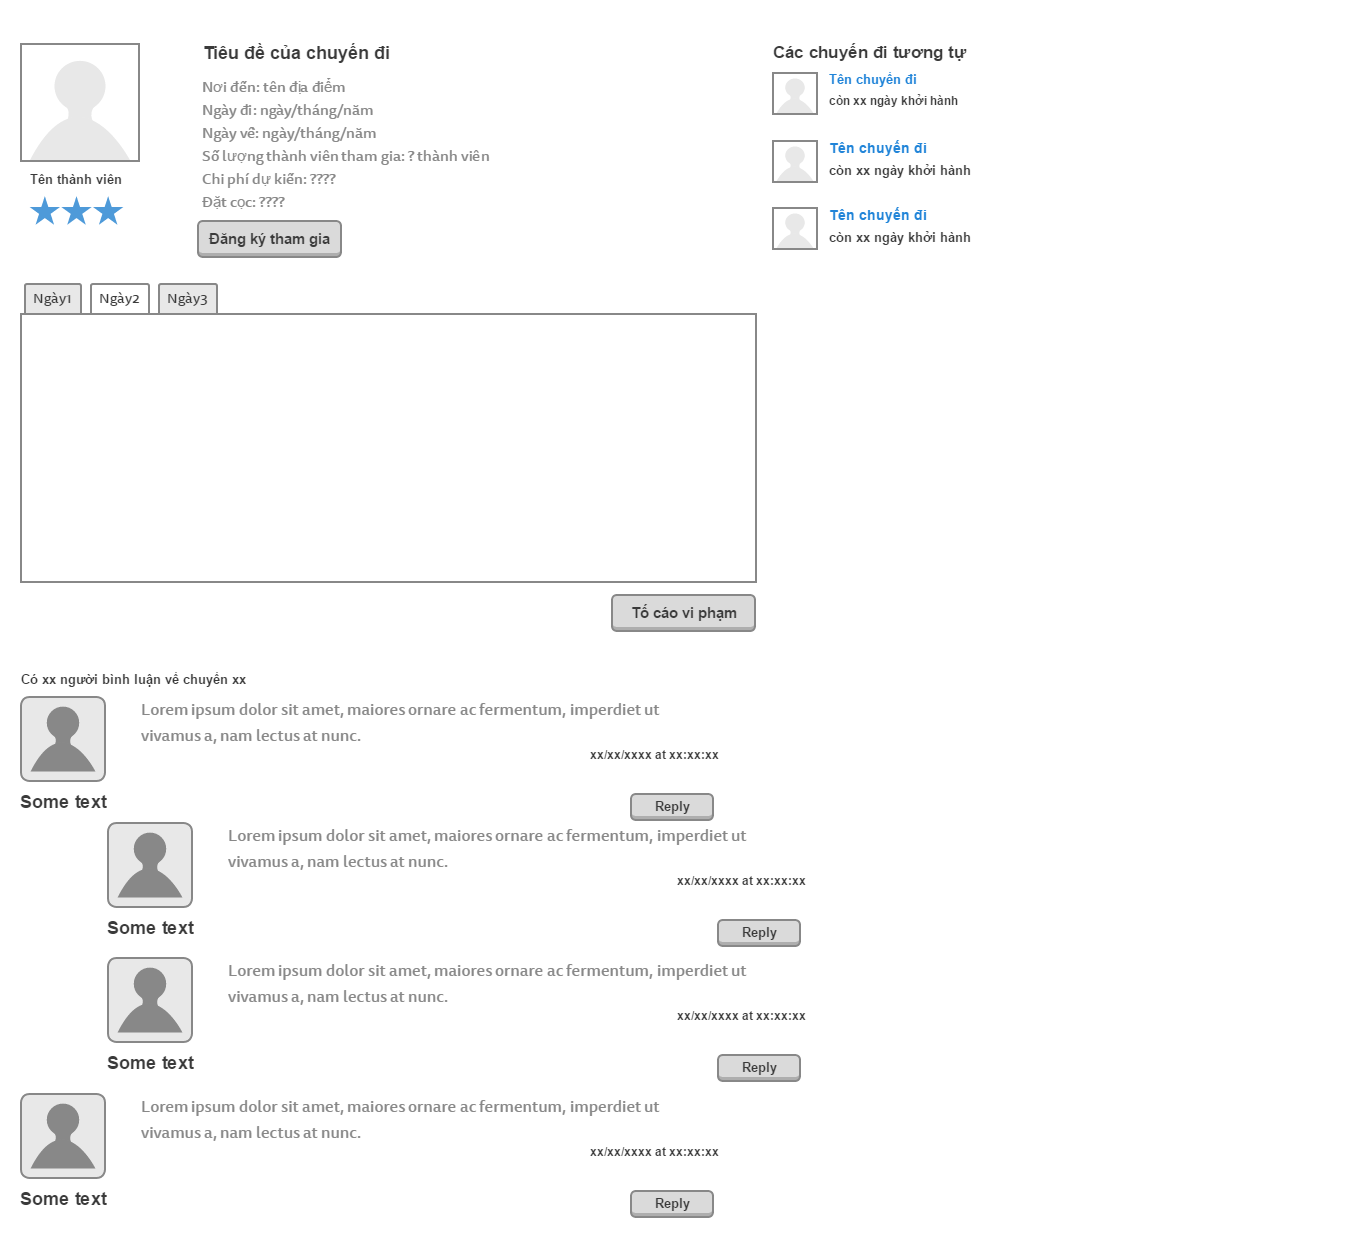 Tiêu đề của chuyến đi
Nơi đến: tên địa điểm
Ngày đi: ngày/tháng/năm
Ngày về: ngày/tháng/năm
Số lượng thành viên tham gia: ? thành viên
Chi phí dự kiến: ????
Đặt cọc: ????
Đăng ký tham gia
Tên thành viên
Các chuyến đi tương tự
Tên chuyến đi
còn xx ngày khởi hành
Tên chuyến đi
còn xx ngày khởi hành
Tên chuyến đi
còn xx ngày khởi hành
Ngày1 Ngày2 Ngày3
Tố cáo vi phạm
Có xx người bình luận về chuyến xx
Lorem ipsum dolor sit amet, maiores ornare ac fermentum, imperdiet ut
vivamus a, nam lectus at nunc.
xx/xx/xxxx at xx:xx:xx
Some text
Reply
Lorem ipsum dolor sit amet, maiores ornare ac fermentum, imperdiet ut
vivamus a, nam lectus at nunc.
xx/xx/xxxx at xx:xx:xx
Some text
Reply
Lorem ipsum dolor sit amet, maiores ornare ac fermentum, imperdiet ut
vivamus a, nam lectus at nunc.
xx/xx/xxxx at xx:xx:xx
Some text
Reply
Lorem ipsum dolor sit amet, maiores ornare ac fermentum, imperdiet ut
vivamus a, nam lectus at nunc.
xx/xx/xxxx at xx:xx:xx
Some text
Reply